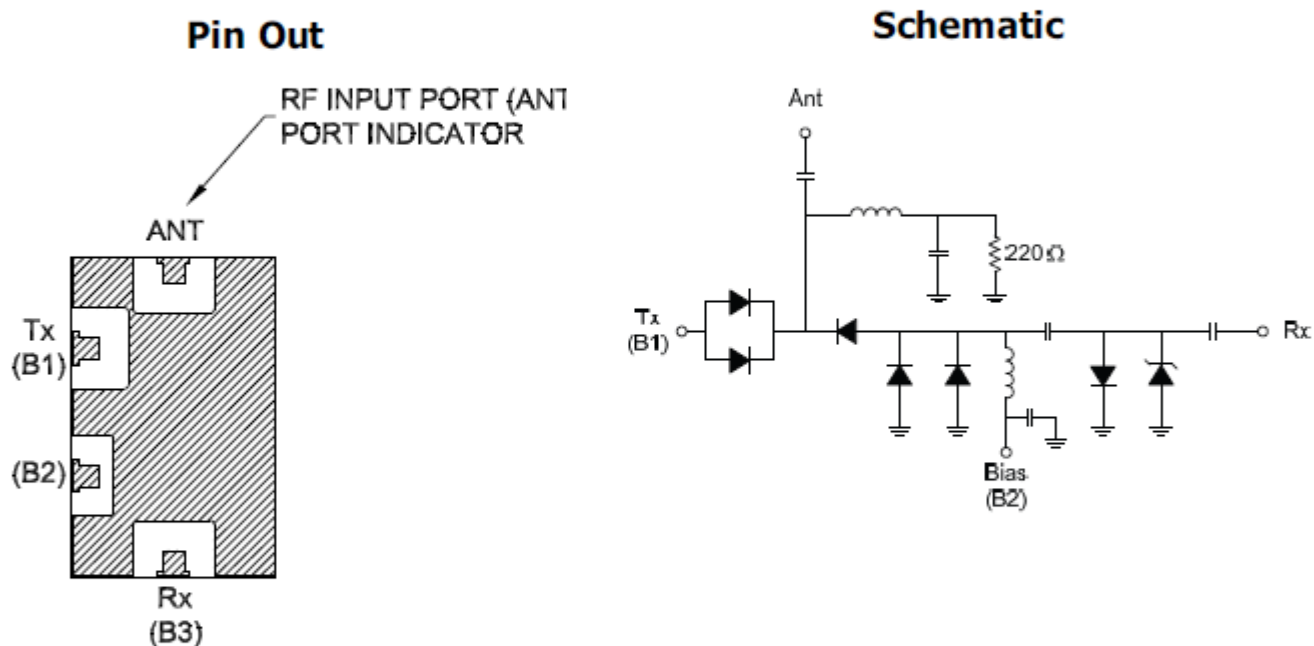 Pin Out
RF INPUT PORT (ANT
PORT INDICATOR
ANT
Tx
(B1)
(B2)
Rx
(B3)
Schematic
Ant
220Ω
Tx
(B1)
Rx
Bias
(B2)